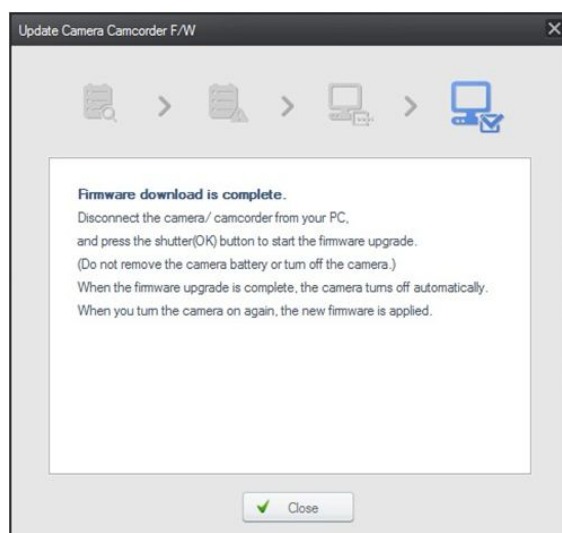 Update Camera Camcorder F/W
Firmware download is complete.
Disconnect the camera/ camcorder from your PC,
and press the shutter(OK) button to start the firmware upgrade.
(Do not remove the camera battery or turn off the camera.)
When the firmware upgrade is complete, the camera turns off automatically.
When you turn the camera on again, the new firmware is applied.
Close